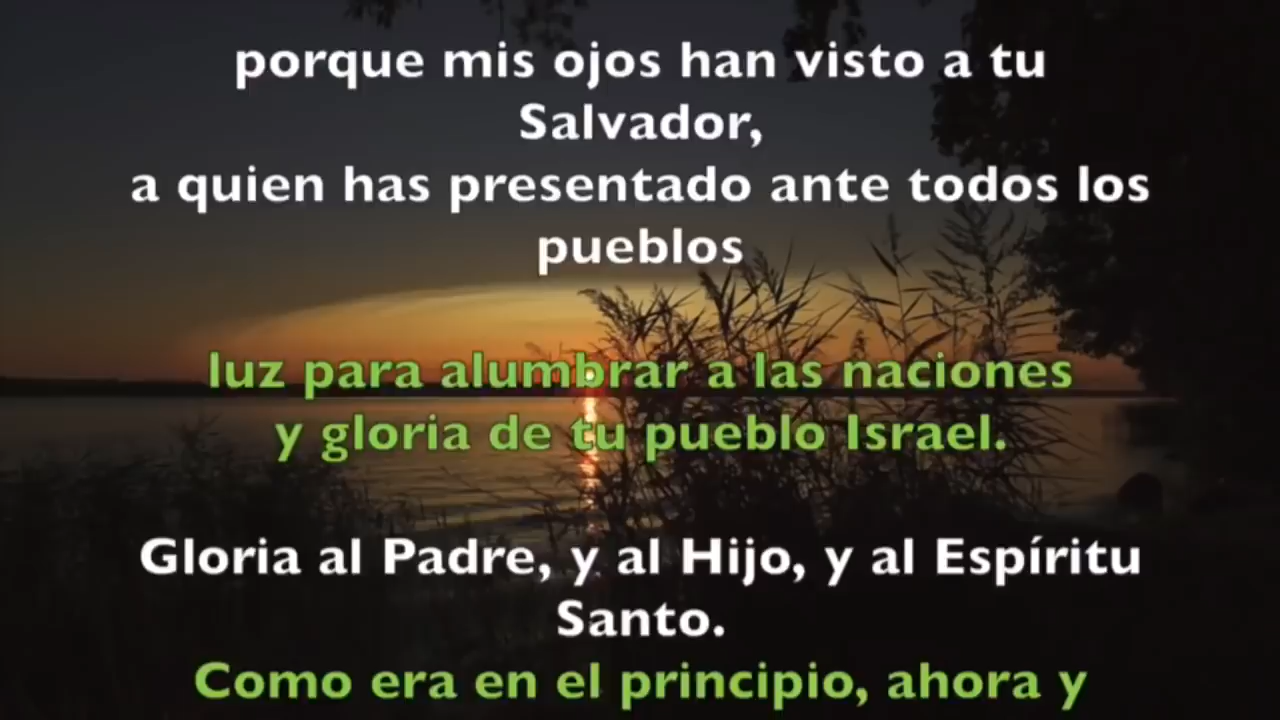 porque mis ojos han visto a tu
Salvador,
a quien has presentado ante todos los
pueblos
luz para alumbrar a las naciones
y gloria de tu pueblo Israel.
Gloria al Padre, y al Hijo, y al Espíritu
Santo.
Como era en el principio, ahora y